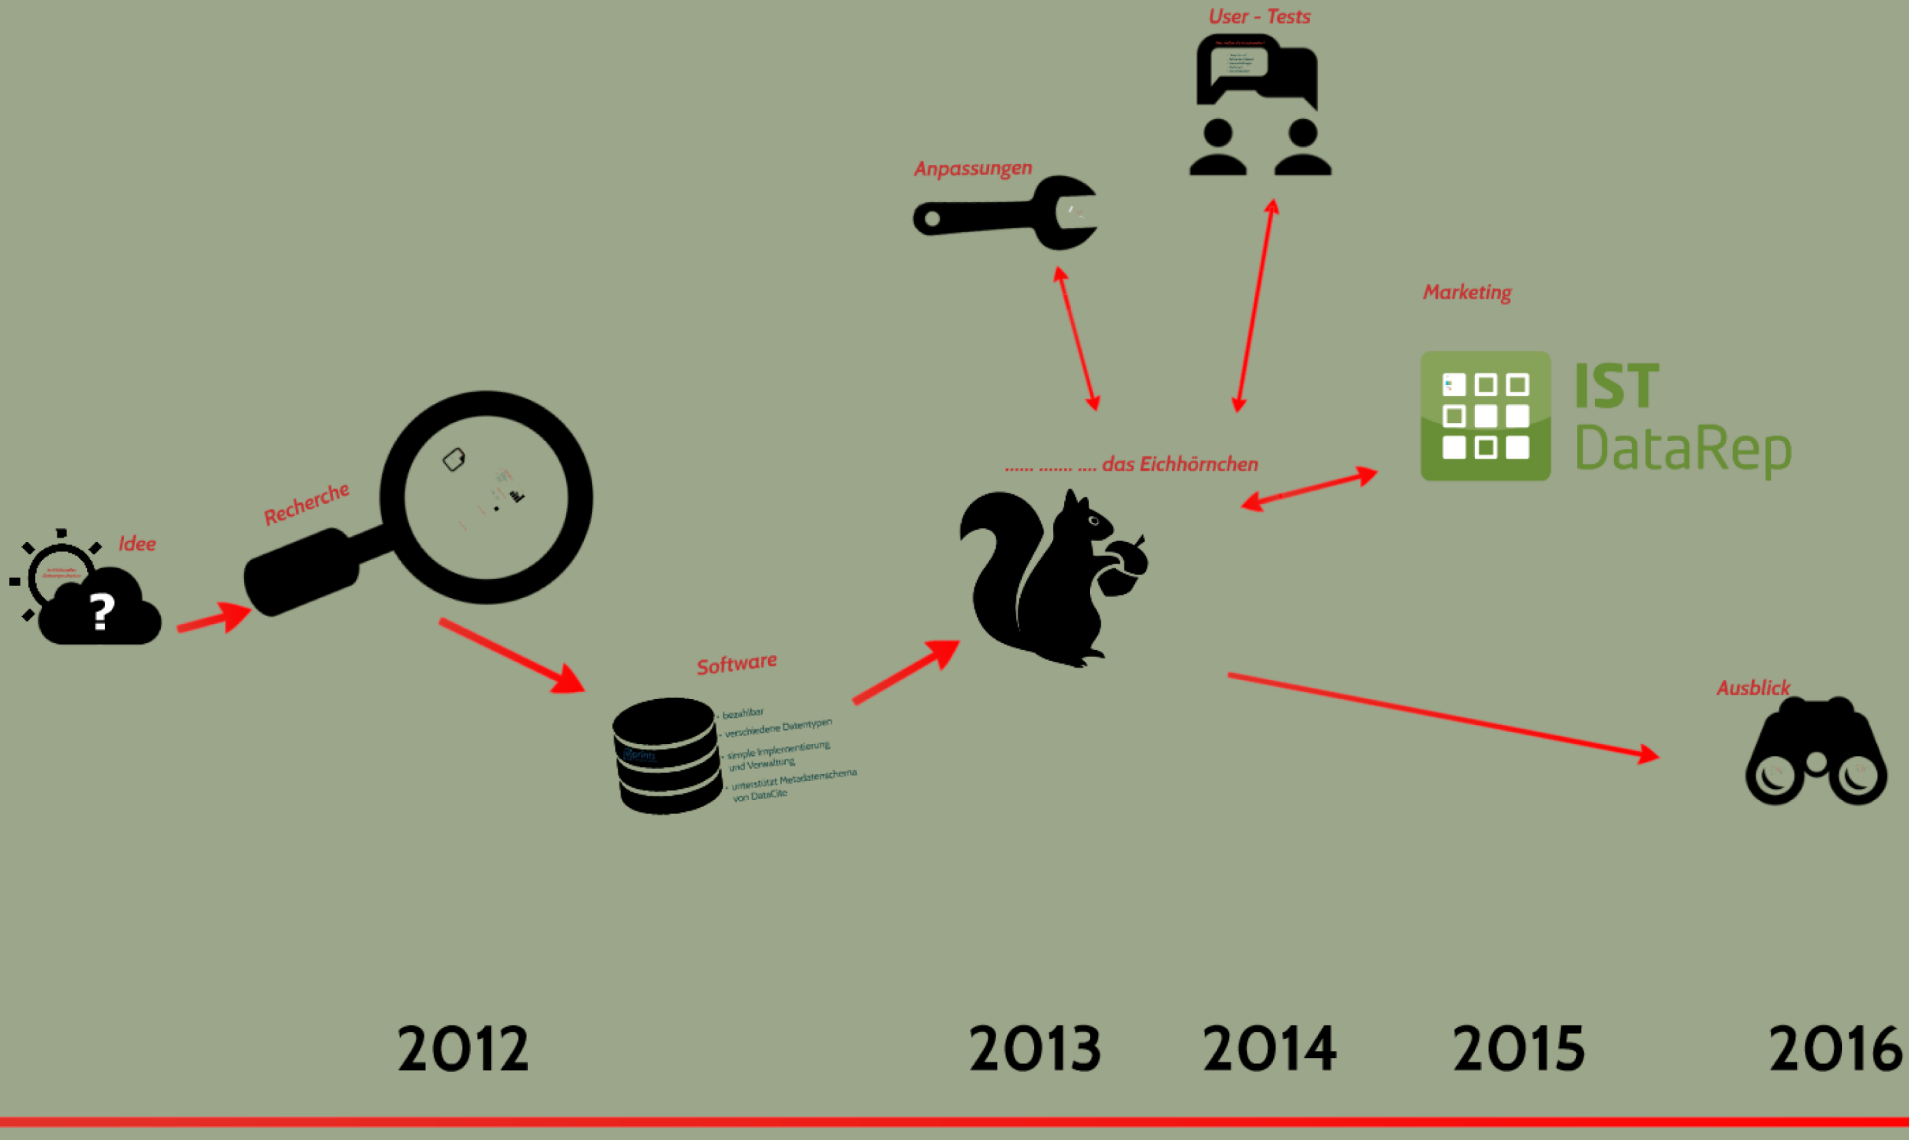 User - Tests
Anpassungen
Marketing
IST
DataRep
...... ....... .... das Eichhörnchen
Recherche
Idee
?
Software
- bezahlbar
- verschiedene Datentypen
- simple Implementierung
und Verwaltung
- unterstützt Metadatenschema
von DataCite
Ausblick
2012
2013
2014
2015
2016